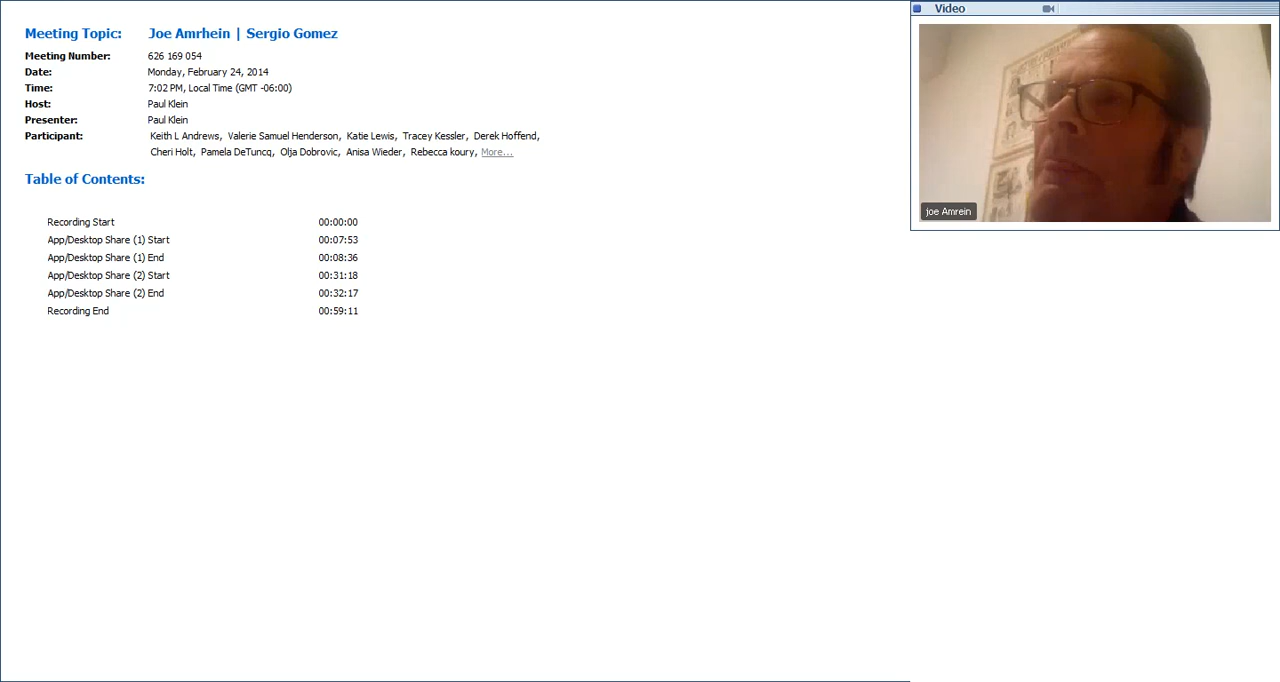 Meeting Topic: Joe Amrhein | Sergio Gomez
Meeting Number: 626 169 054
Date: Monday, February 24, 2014
Time: 7:02 PM, Local Time (GMT -06:00)
Host: Paul Klein
Presenter: Paul Klein
Participant: Keith L Andrews, Valerie Samuel Henderson, Katie Lewis, Tracey Kessler, Derek Hoffend,
Cheri Holt, Pamela DeTuncq, Olja Dobrovic, Anisa Wieder, Rebecca koury, More...
Table of Contents:
Recording Start 00:00:00
App/Desktop Share (1) Start 00:07:53
App/Desktop Share (1) End 00:08:36
App/Desktop Share (2) Start 00:31:18
App/Desktop Share (2) End 00:32:17
Recording End 00:59:11
Video
joe Amrein